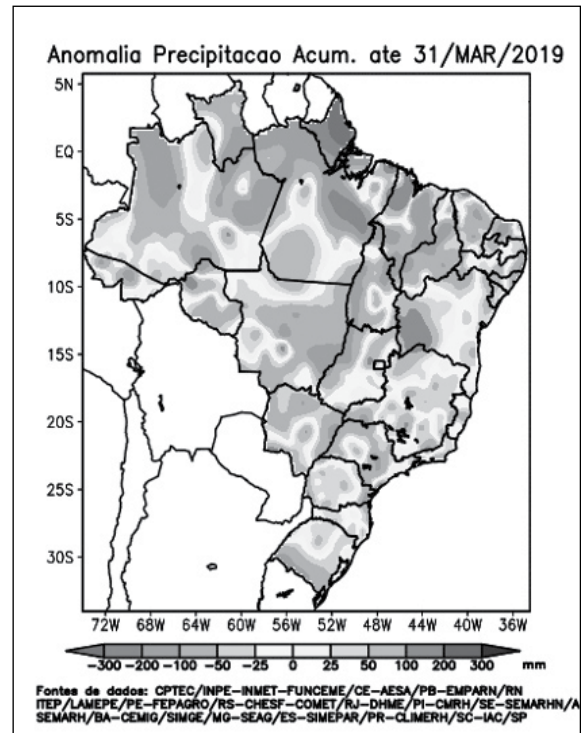 Anomalia Precipitacao Acum. ate 31/MAR/2019
5N
EQ
5S
10S
15S
20S
25S
30S
72W 68W 64W 60W 56W 52W 48W 44W 40W 36W
-300 -200 -100 -50 -25 0 25 50 100 200 300 mm
Fontes de dados: CPTEC/INPE-INMET-FUNCEME/CE-AESA/PB-EMPARN/RN
ITEP/LAMEPE/PE-FEPAGRO/RS-CHESF-COMET/RJ-DHME/PI-CMRH/SE-SEMARHN/A
SEMARH/BA-CEMIG/SIMGE/MG-SEAG/ES-SIMEPAR/PR-CLIMERH/SC-IAC/SP